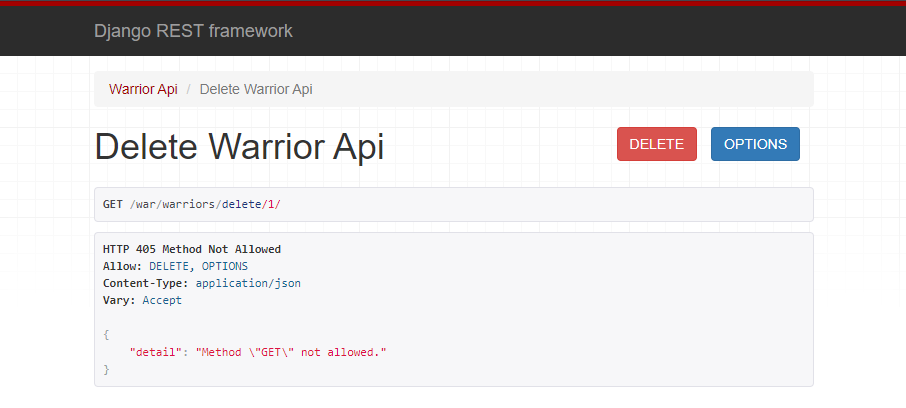 Django REST framework
Warrior Api / Delete Warrior Api
Delete Warrior Api
DELETE
OPTIONS
GET /war/warriors/delete/1/
HTTP 405 Method Not Allowed
Allow: DELETE, OPTIONS
Content-Type: application/json
Vary: Accept
{
    "detail": "Method \"GET\" not allowed."
}